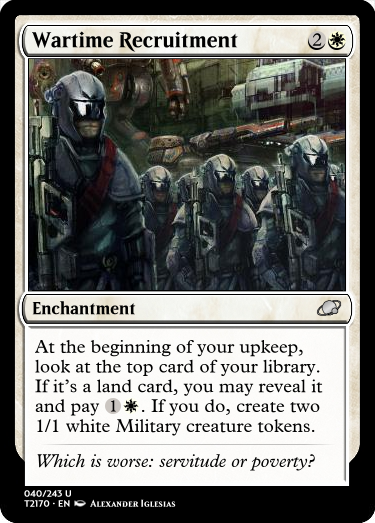 Wartime Recruitment 2
Enchantment
At the beginning of your upkeep,
look at the top card of your library.
If it's a land card, you may reveal it
and pay 1 . If you do, create two
1/1 white Military creature tokens.
Which is worse: servitude or poverty?
040/243 U
T2170 · EN Alexander Iglesias